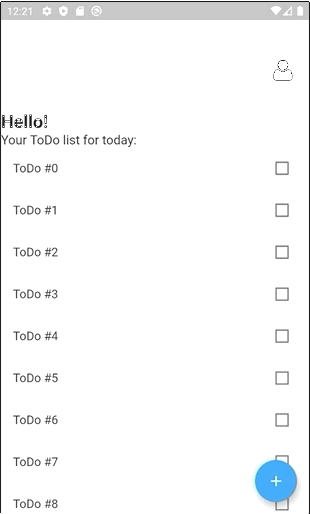 12:21
Hello!
Your ToDo list for today:
ToDo #0
ToDo #1
ToDo #2
ToDo #3
ToDo #4
ToDo #5
ToDo #6
ToDo #7
+
ToDo #8